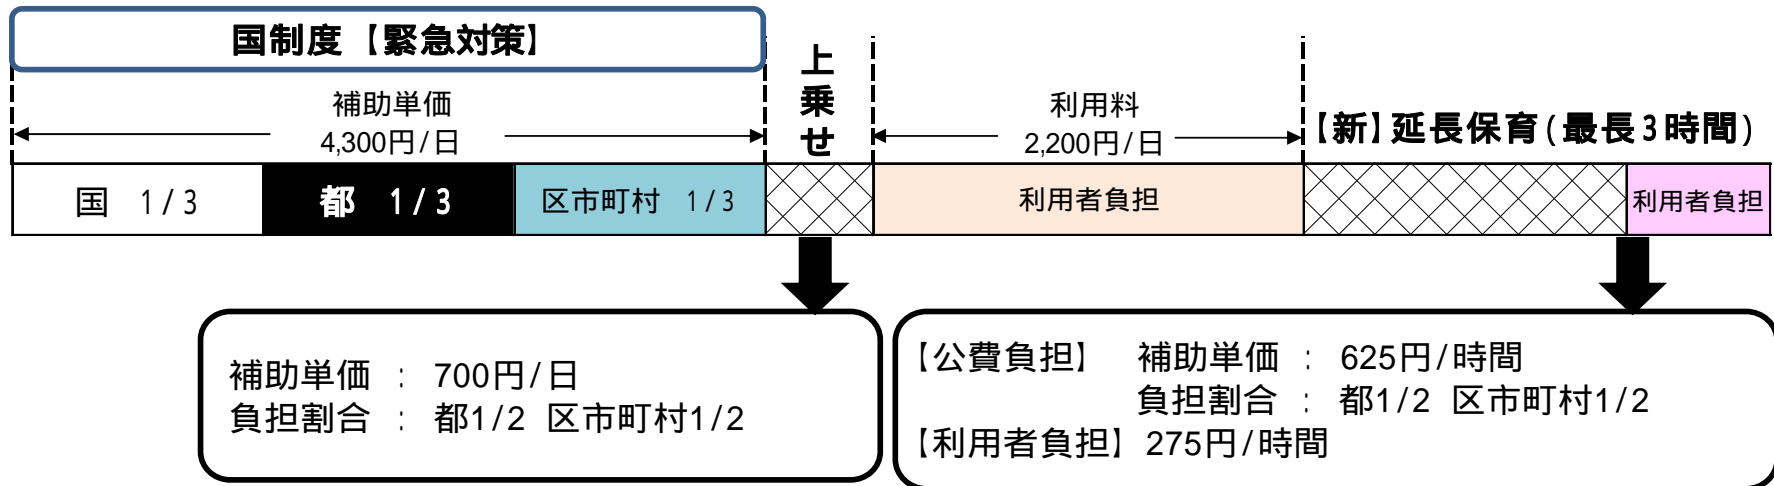 国制度【緊急対策】
上乗せ
補助単価
4,300円/日
利用料
2,200円/日
【新】延長保育(最長3時間)
国 1/3
都 1/3
区市町村 1/3
利用者負担
利用者負担
補助単価 : 700円/日
負担割合 : 都1/2 区市町村1/2
【公費負担】 補助単価 : 625円/時間
負担割合 : 都1/2 区市町村1/2
【利用者負担】275円/時間